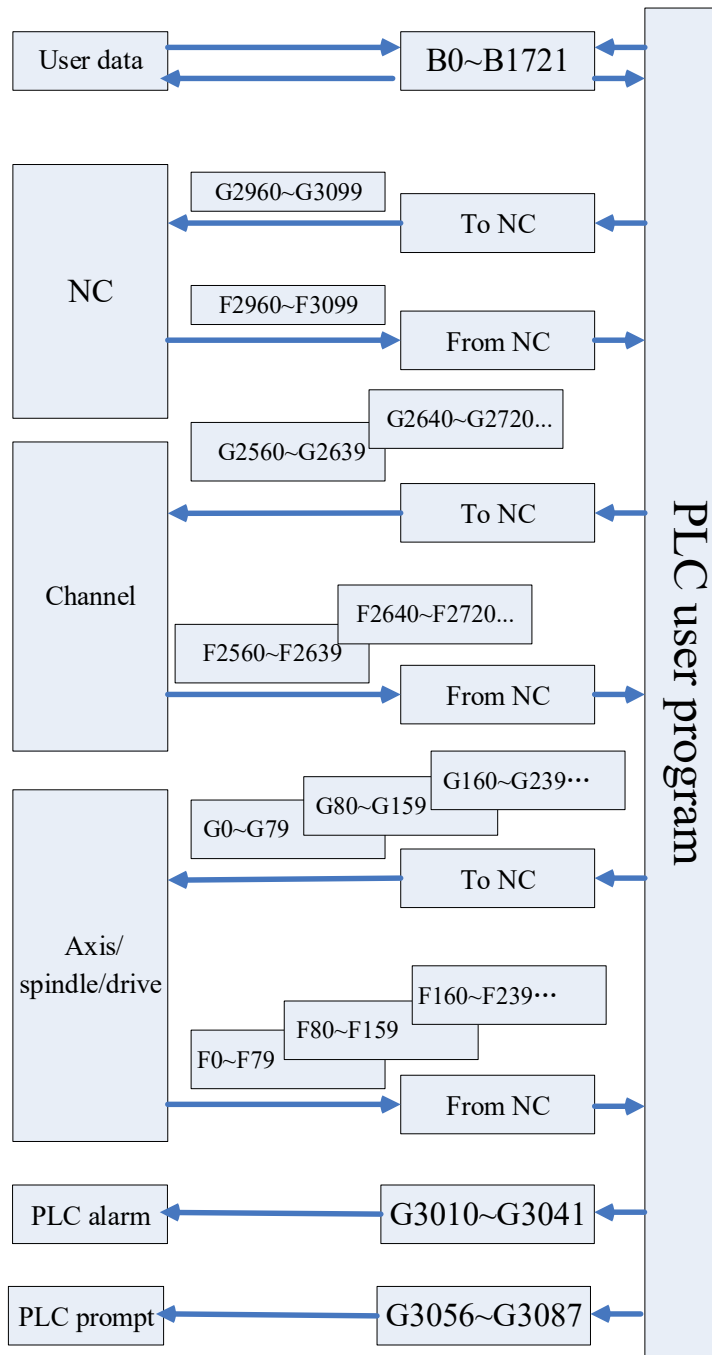 User data
B0~B1721
G2960~G3099
To NC
NC
F2960~F3099
From NC
G2640~G2720...
G2560~G2639
To NC
Channel
F2640~F2720...
F2560~F2639
From NC
PLC user program
G160~G239⋯
G80~G159
G0~G79
To NC
Axis/
spindle/drive
F160~F239⋯
F80~F159
F0~F79
From NC
PLC alarm
G3010~G3041
PLC prompt
G3056~G3087